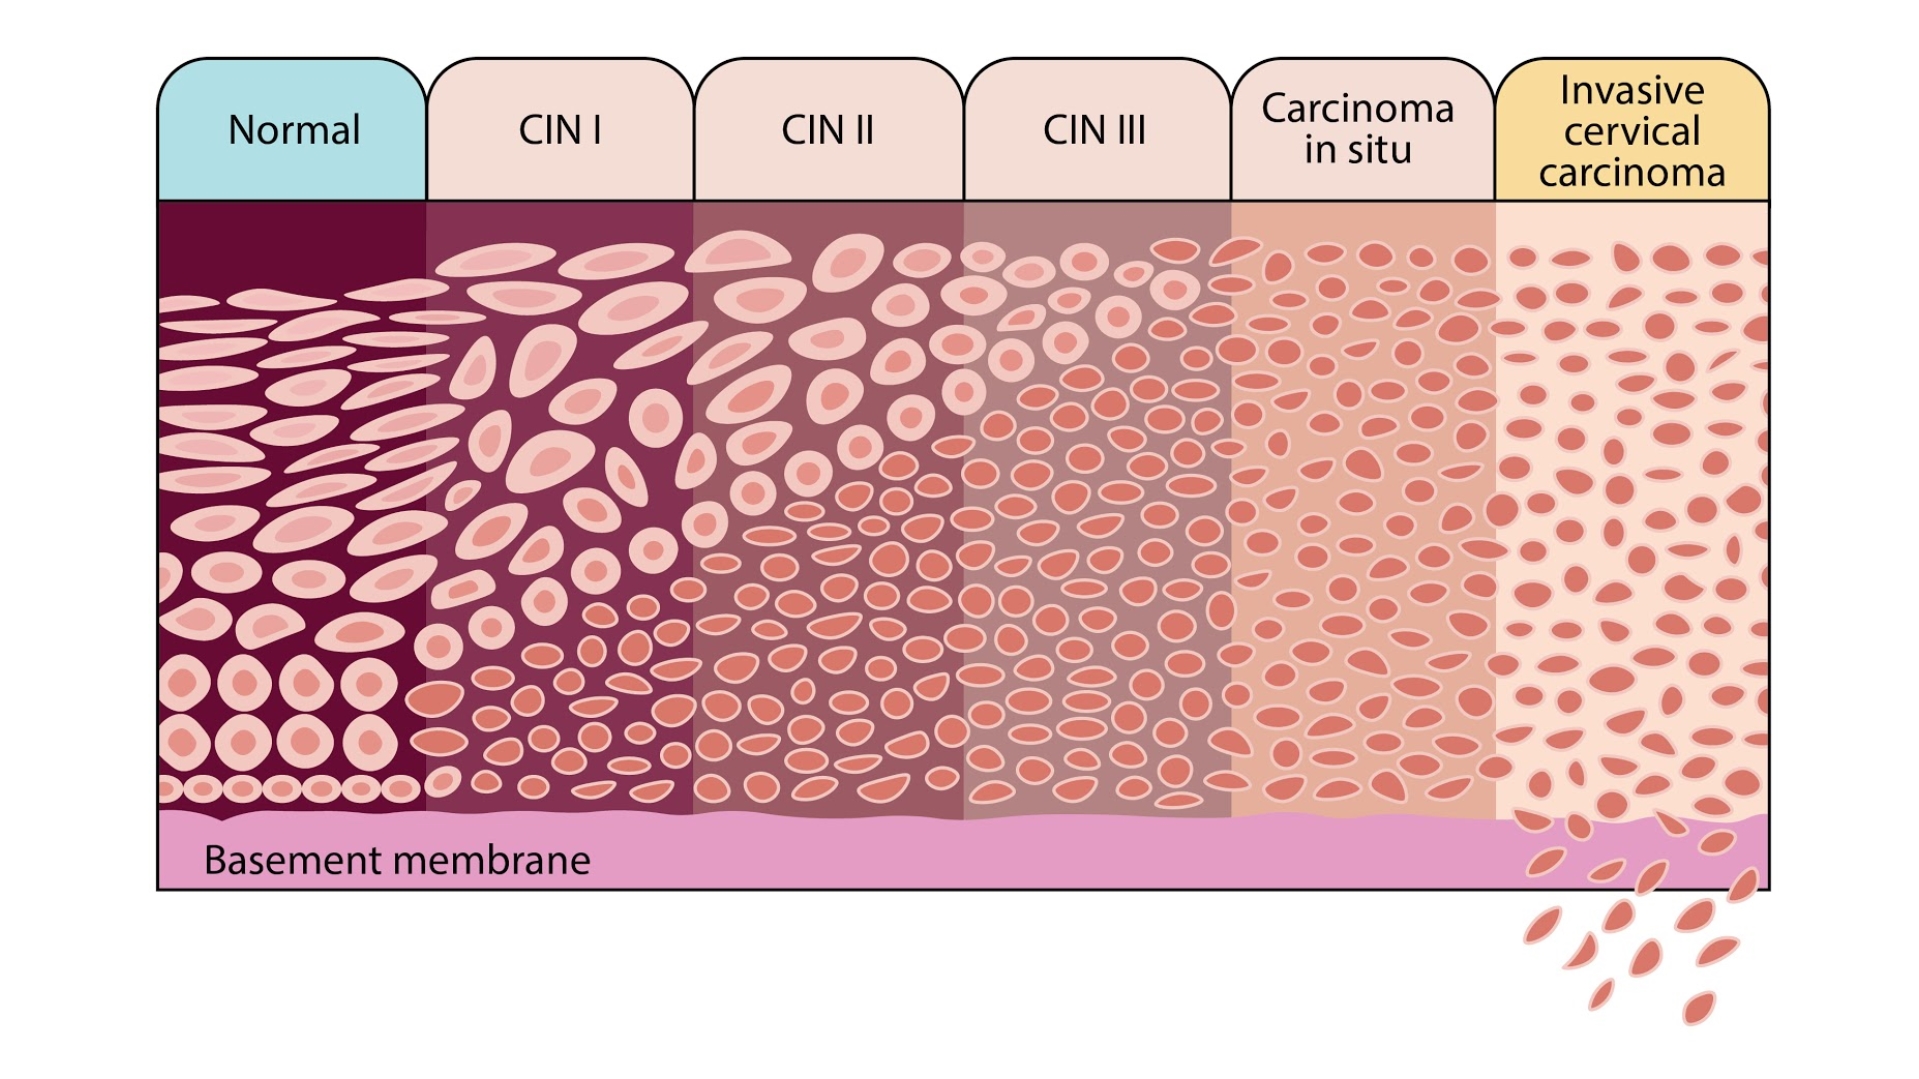 Normal
CIN I
CIN II
CIN III
Carcinoma
in situ
Invasive
cervical
carcinoma
Basement membrane